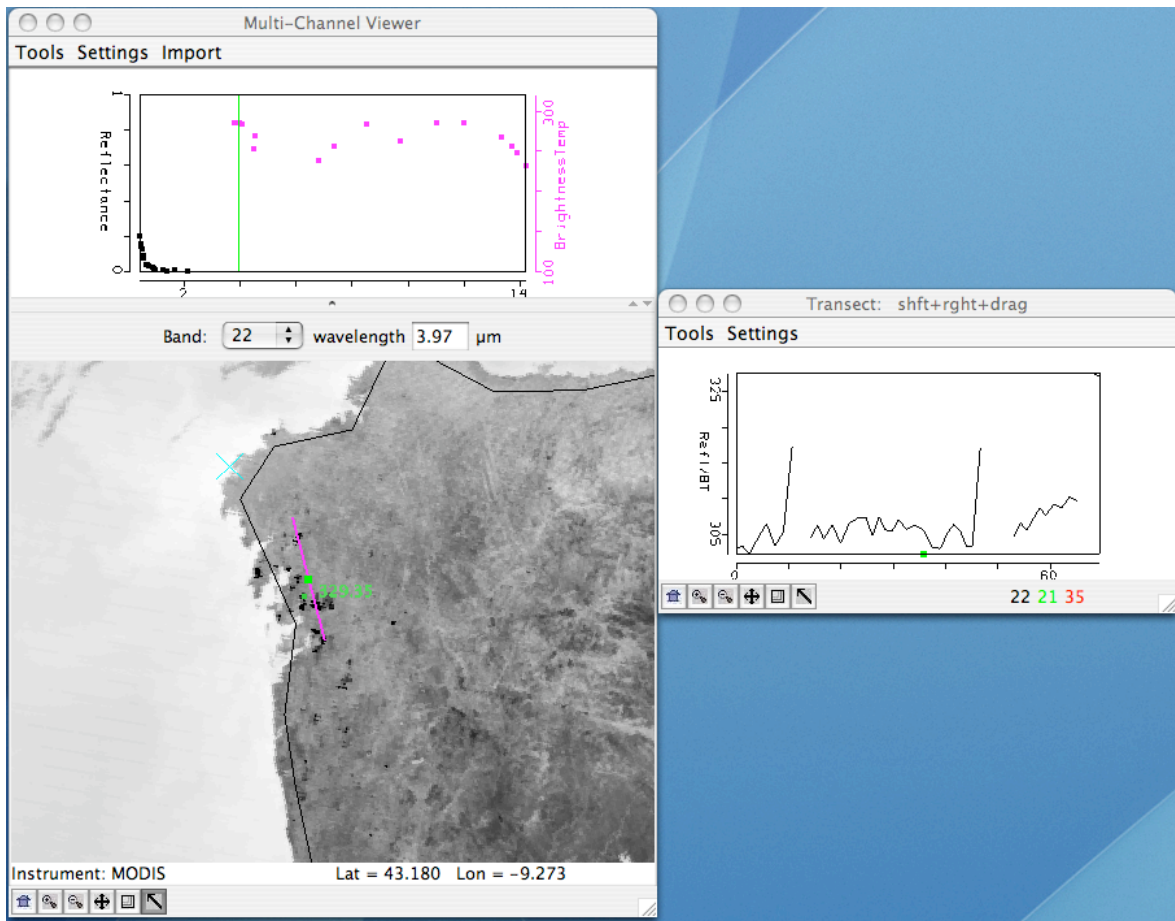 Multi-Channel Viewer
Tools Settings Import
1
Reflectance
0
300
BrightnessTemp
100
2
14
Band: 22 wavelength 3.97 µm
35
Instrument: MODIS Lat = 43.180 Lon = -9.273
Transect: shft+rght+drag
Tools Settings
325
Refl/BT
305
0
60
22 21 35